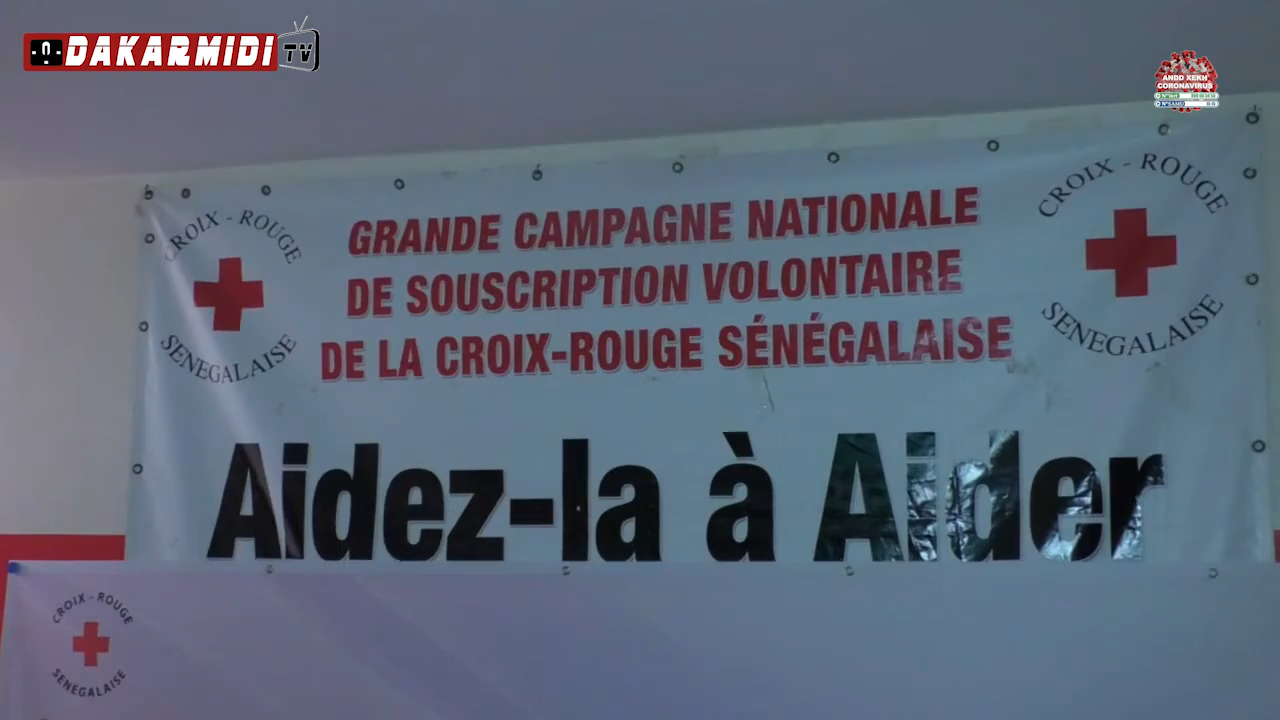 DAKARMIDI TV
ANDD XEKH
CORONAVIRUS
CROIX - ROUGE
SENEGALAISE
GRANDE CAMPAGNE NATIONALE
DE SOUSCRIPTION VOLONTAIRE
DE LA CROIX-ROUGE SÉNÉGALAISE
CROIX - ROUGE
SENEGALAISE
Aidez-la à Aider
CROIX - ROUGE
SENEGALAISE